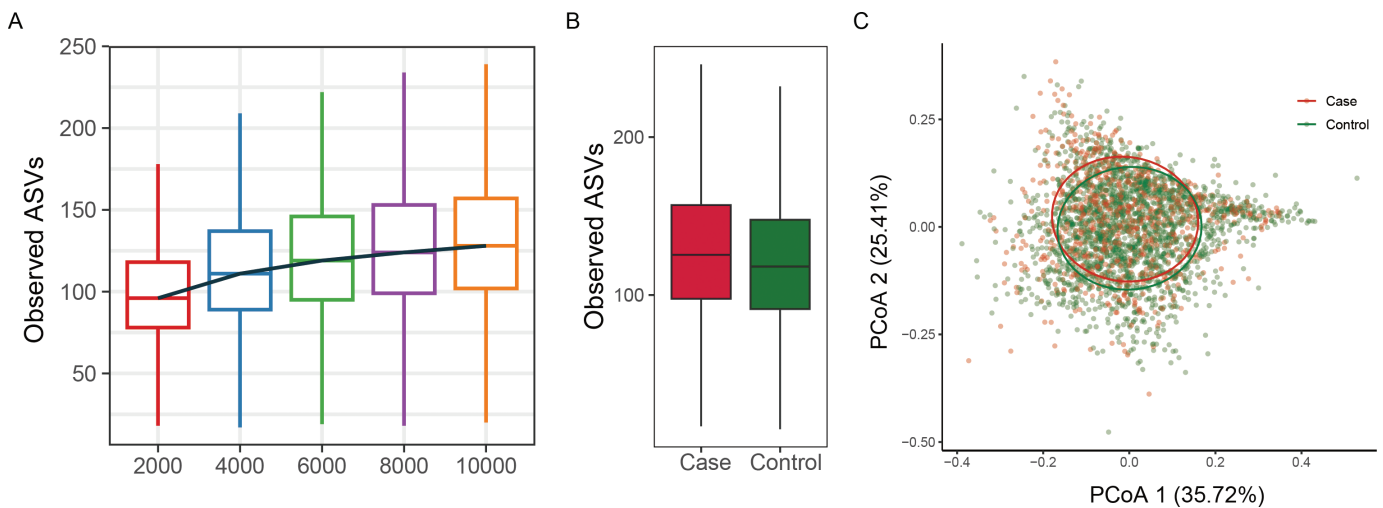 A
Observed ASVs
250
200
150
100
50
2000 4000 6000 8000 10000
B
Observed ASVs
200
100
Case Control
C
PCoA 2 (25.41%)
0.25
0.00
−0.25
−0.50
−0.4 −0.2 0.0 0.2 0.4
PCoA 1 (35.72%)
Case
Control